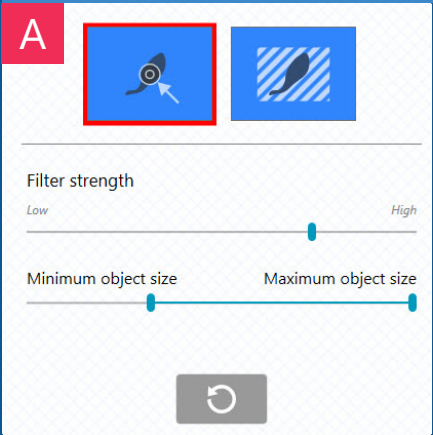 A
Filter strength
Low High
Minimum object size Maximum object size